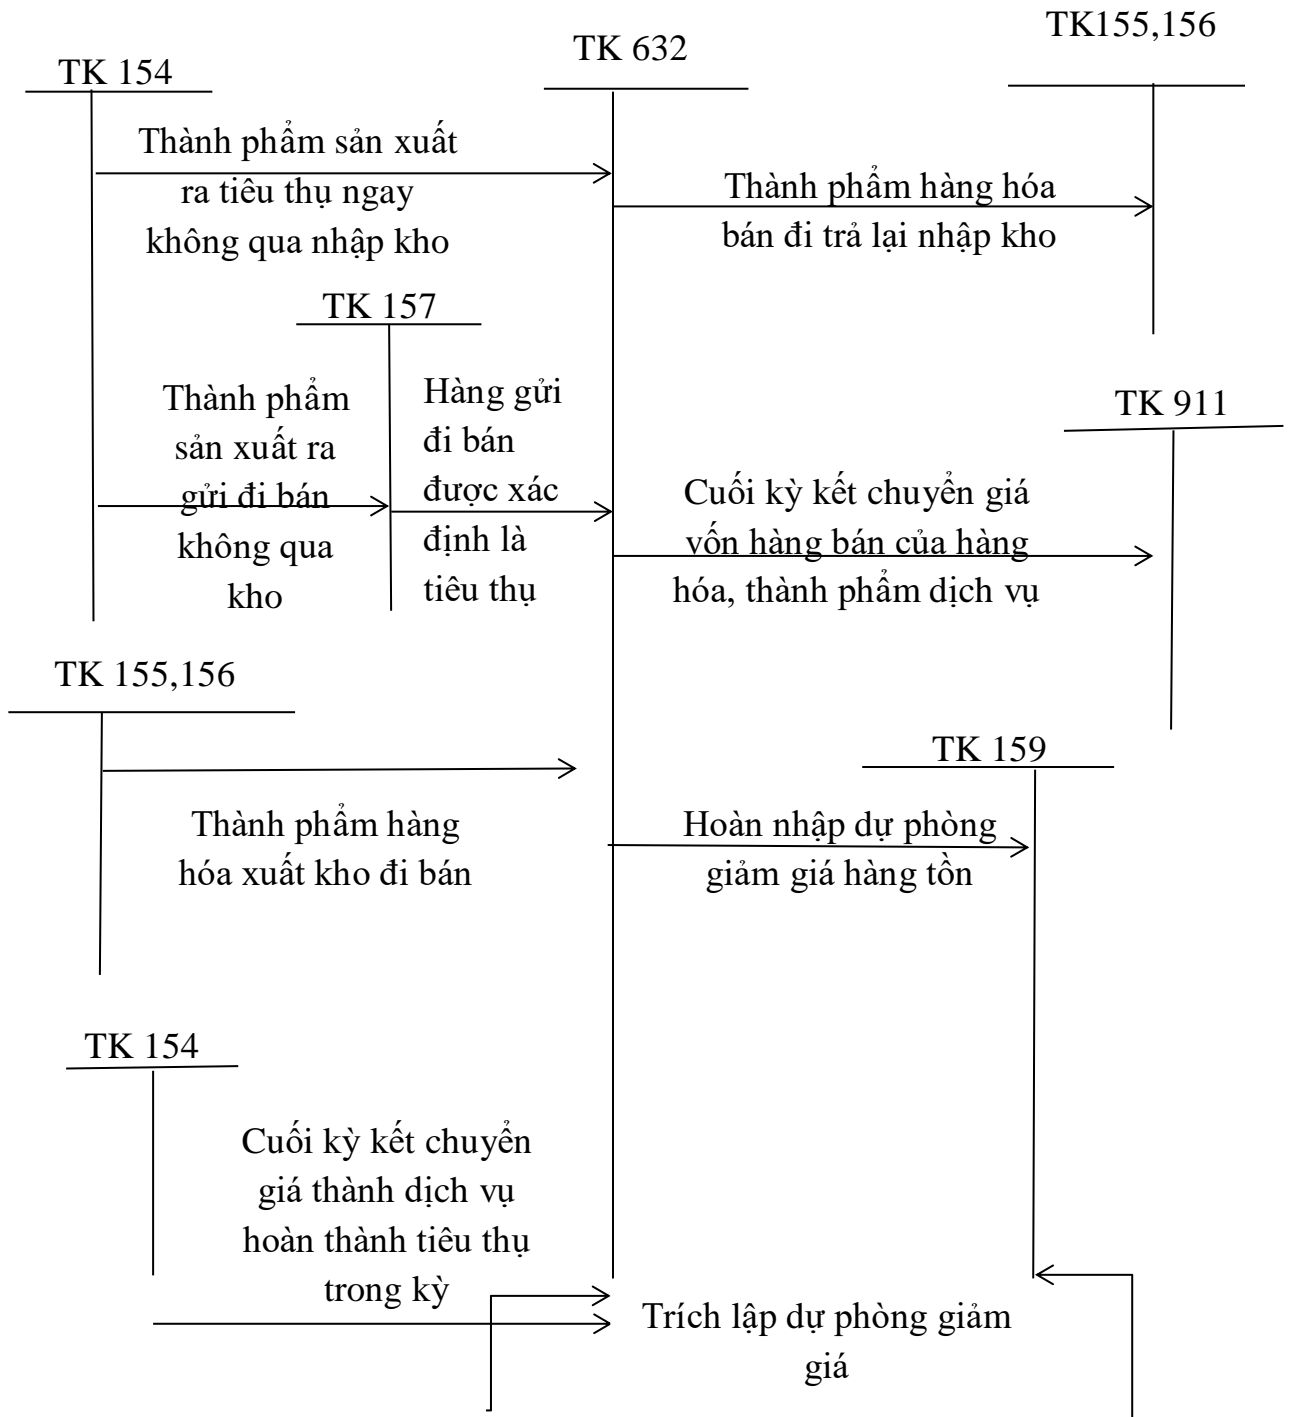 TK 154
TK 632
TK155,156
Thành phẩm sản xuất
ra tiêu thụ ngay
không qua nhập kho
Thành phẩm hàng hóa
bán đi trả lại nhập kho
TK 157
Thành phẩm
sản xuất ra
gửi đi bán
không qua
kho
Hàng gửi
đi bán
được xác
định là
tiêu thụ
TK 911
Cuối kỳ kết chuyển giá
vốn hàng bán của hàng
hóa, thành phẩm dịch vụ
TK 155,156
Thành phẩm hàng
hóa xuất kho đi bán
TK 159
Hoàn nhập dự phòng
giảm giá hàng tồn
TK 154
Cuối kỳ kết chuyển
giá thành dịch vụ
hoàn thành tiêu thụ
trong kỳ
Trích lập dự phòng giảm
giá